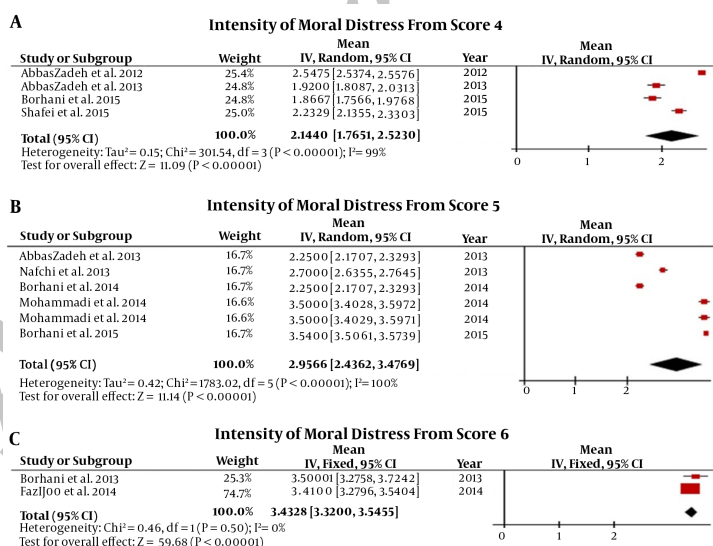 A
Intensity of Moral Distress From Score 4
Mean Mean
Study or Subgroup Weight IV, Random, 95% CI Year IV, Random, 95% CI
AbbasZadeh et al. 2012 25.4% 2.5475 [2.5374, 2.5576] 2012
AbbasZadeh et al. 2013 24.8% 1.9200 [1.8087, 2.0313] 2013
Borhani et al. 2015 24.8% 1.8667 [1.7566, 1.9768] 2015
Shafei et al. 2015 25.0% 2.2329 [2.1355, 2.3303] 2015
Total (95% CI) 100.0% 2.1440 [1.7651, 2.5230]
Heterogeneity: Tau² = 0.15; Chi² = 301.54, df = 3 (P < 0.00001); I² = 99%
Test for overall effect: Z = 11.09 (P < 0.00001)
0 1 2
B
Intensity of Moral Distress From Score 5
Mean Mean
Study or Subgroup Weight IV, Random, 95% CI Year IV, Random, 95% CI
AbbasZadeh et al. 2013 16.7% 2.2500 [2.1707, 2.3293] 2013
Nafchi et al. 2013 16.7% 2.7000 [2.6355, 2.7645] 2013
Borhani et al. 2014 16.7% 2.2500 [2.1707, 2.3293] 2014
Mohammadi et al. 2014 16.6% 3.5000 [3.4028, 3.5972] 2014
Mohammadi et al. 2014 16.6% 3.5000 [3.4029, 3.5971] 2014
Borhani et al. 2015 16.7% 3.5400 [3.5061, 3.5739] 2015
Total (95% CI) 100.0% 2.9566 [2.4362, 3.4769]
Heterogeneity: Tau² = 0.42; Chi² = 1783.02, df = 5 (P < 0.00001); I² = 100%
Test for overall effect: Z = 11.14 (P < 0.00001)
0 1 2
C
Intensity of Moral Distress From Score 6
Mean Mean
Study or Subgroup Weight IV, Fixed, 95% CI Year IV, Fixed, 95% CI
Borhani et al. 2013 25.3% 3.50001 [3.2758, 3.7242] 2013
FazlJ00 et al. 2014 74.7% 3.4100 [3.2796, 3.5404] 2014
Total (95% CI) 100.0% 3.4328 [3.3200, 3.5455]
Heterogeneity: Chi² = 0.46, df = 1 (P = 0.50); I² = 0%
Test for overall effect: Z = 59.68 (P < 0.00001)
0 1 2